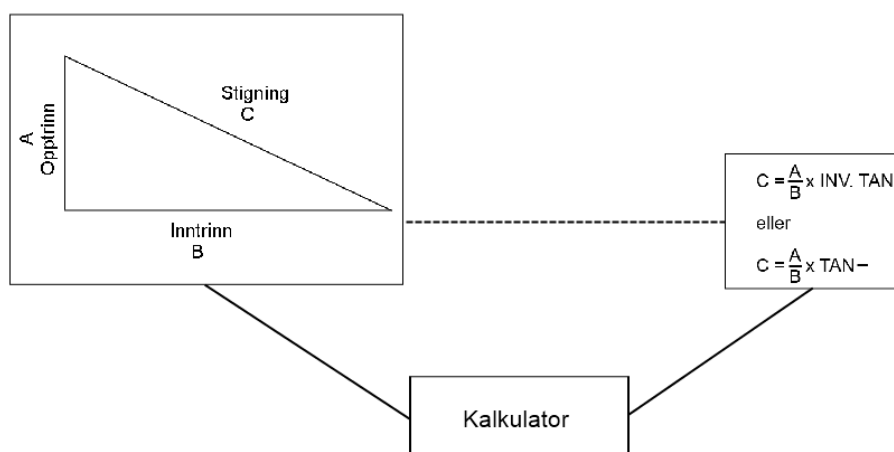 Stigning
C
A
Opptrinn
Inntrinn
B
C = A/B x INV. TAN
eller
C = A/B x TAN–
Kalkulator